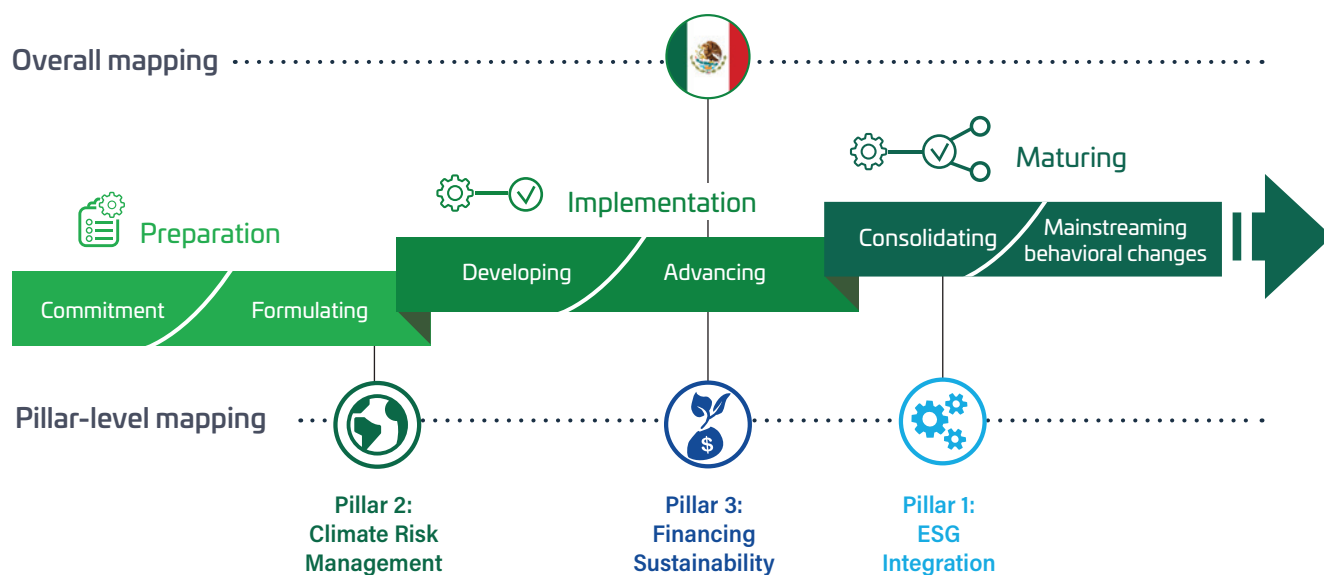 Overall mapping
Preparation
Implementation
Maturing
Commitment
Formulating
Developing
Advancing
Consolidating
Mainstreaming
behavioral changes
Pillar-level mapping
$
Pillar 2:
Climate Risk
Management
Pillar 3:
Financing
Sustainability
Pillar 1:
ESG
Integration